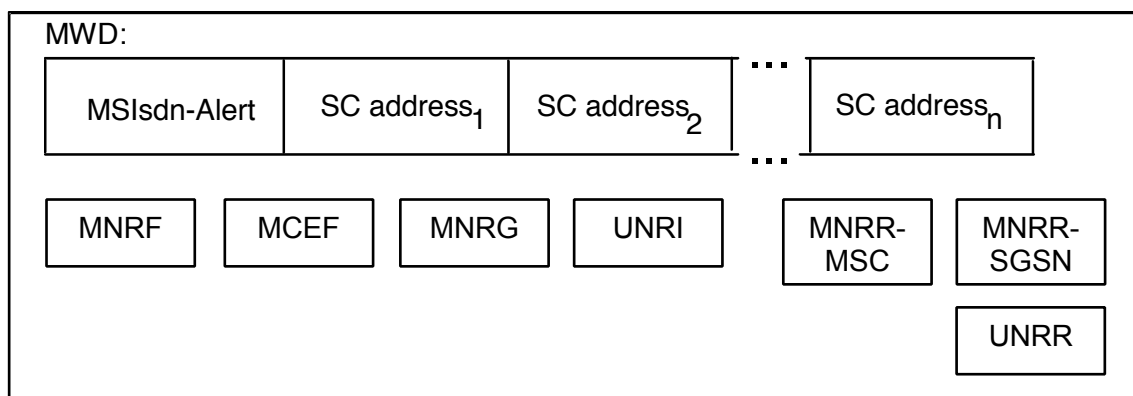 MWD:
MSIsdn-Alert SC address1 SC address2 ... SC addressn
...
MNRF MCEF MNRG UNRI MNRR-
MSC MNRR-
SGSN
UNRR